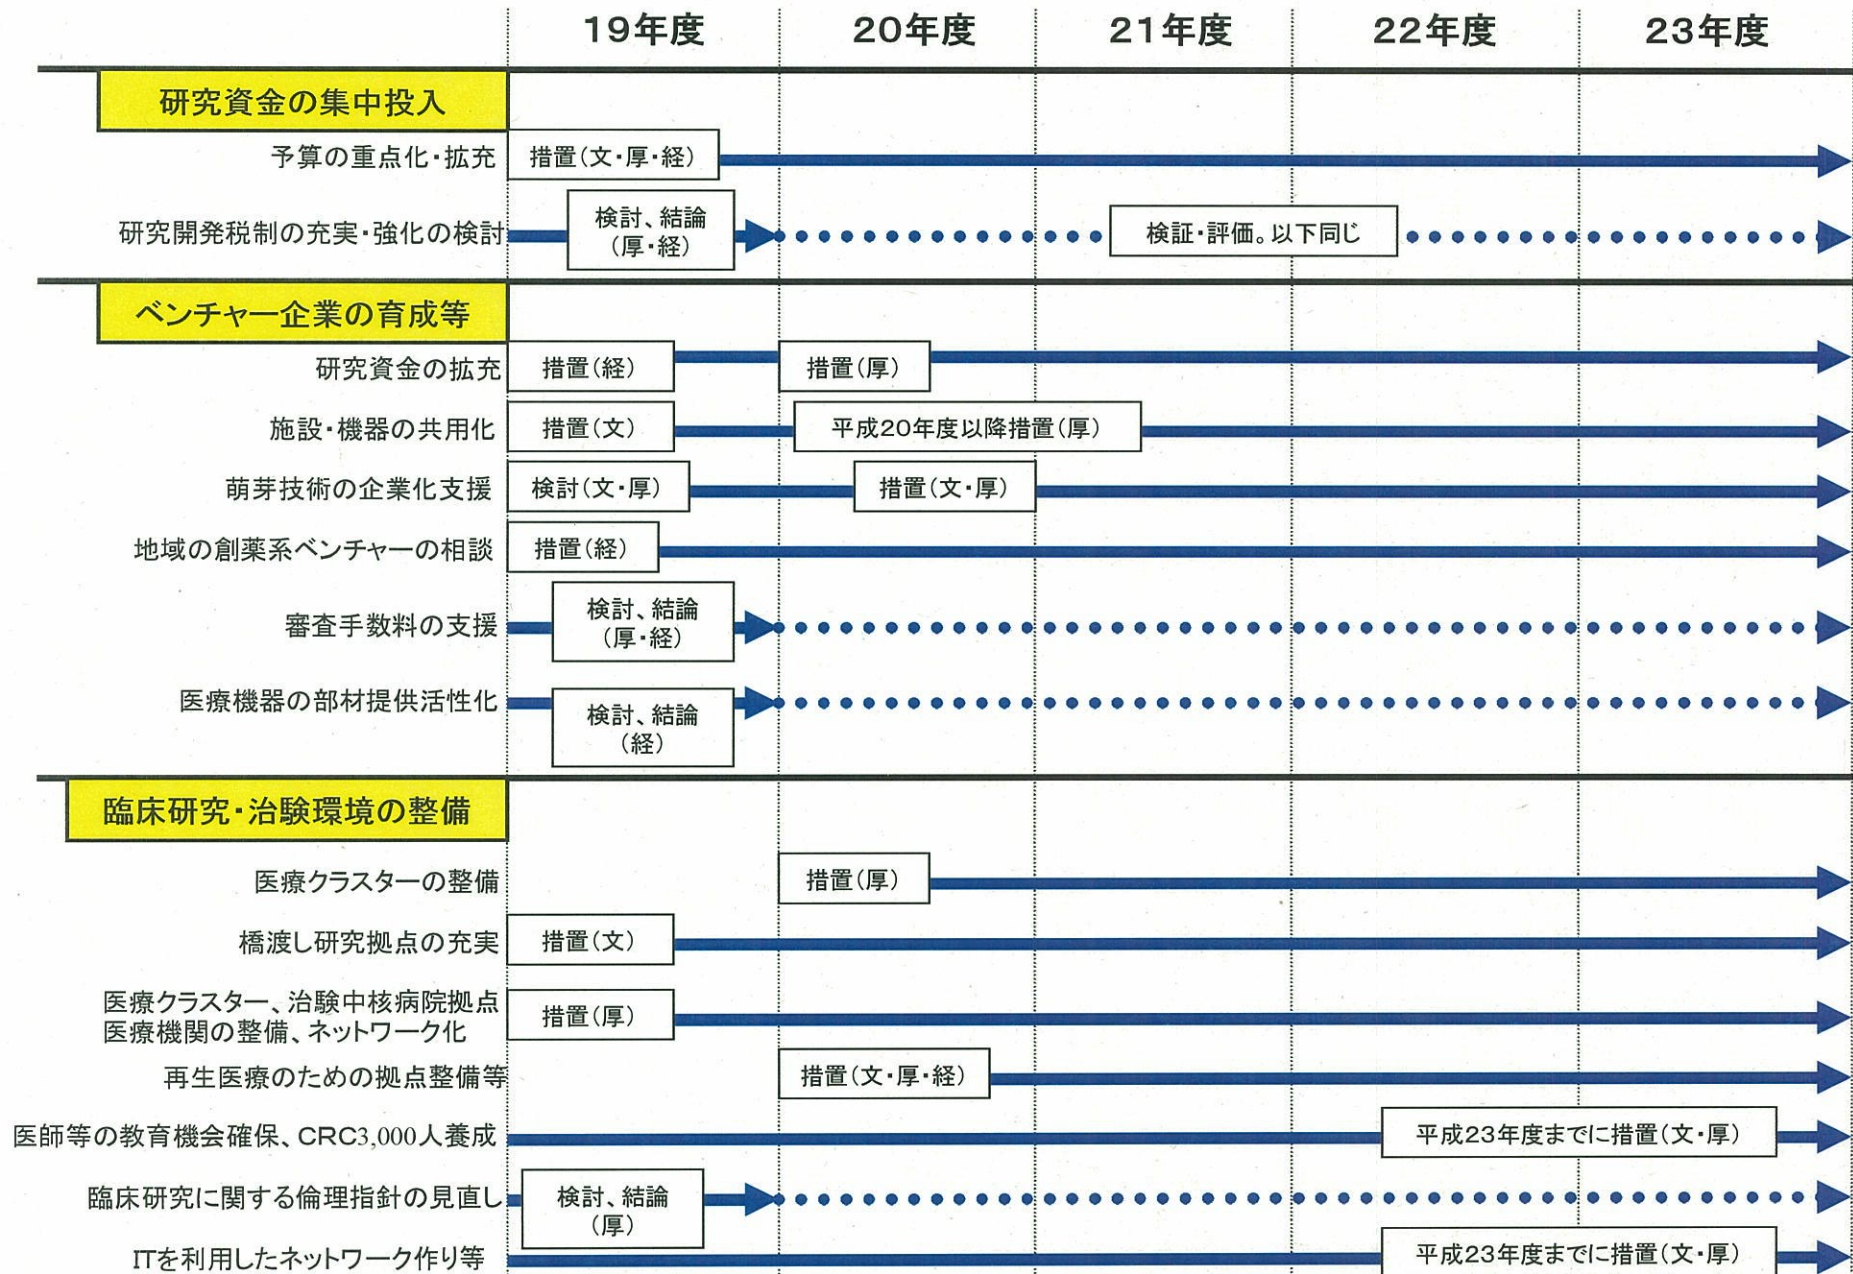 19年度 20年度 21年度 22年度 23年度
研究資金の集中投入
予算の重点化・拡充 措置(文・厚・経)
研究開発税制の充実・強化の検討 検討、結論 検証・評価。以下同じ
(厚・経)
ベンチャー企業の育成等
研究資金の拡充 措置(経) 措置(厚)
施設・機器の共用化 措置(文) 平成20年度以降措置(厚)
萌芽技術の企業化支援 検討(文・厚) 措置(文・厚)
地域の創薬系ベンチャーの相談 措置(経)
審査手数料の支援 検討、結論
(厚・経)
医療機器の部材提供活性化 検討、結論
(経)
臨床研究・治験環境の整備
医療クラスターの整備 措置(厚)
橋渡し研究拠点の充実 措置(文)
医療クラスター、治験中核病院拠点
医療機関の整備、ネットワーク化 措置(厚)
再生医療のための拠点整備等 措置(文・厚・経)
医師等の教育機会確保、CRC3,000人養成 平成23年度までに措置(文・厚)
臨床研究に関する倫理指針の見直し 検討、結論
(厚)
ITを利用したネットワーク作り等 平成23年度までに措置(文・厚)